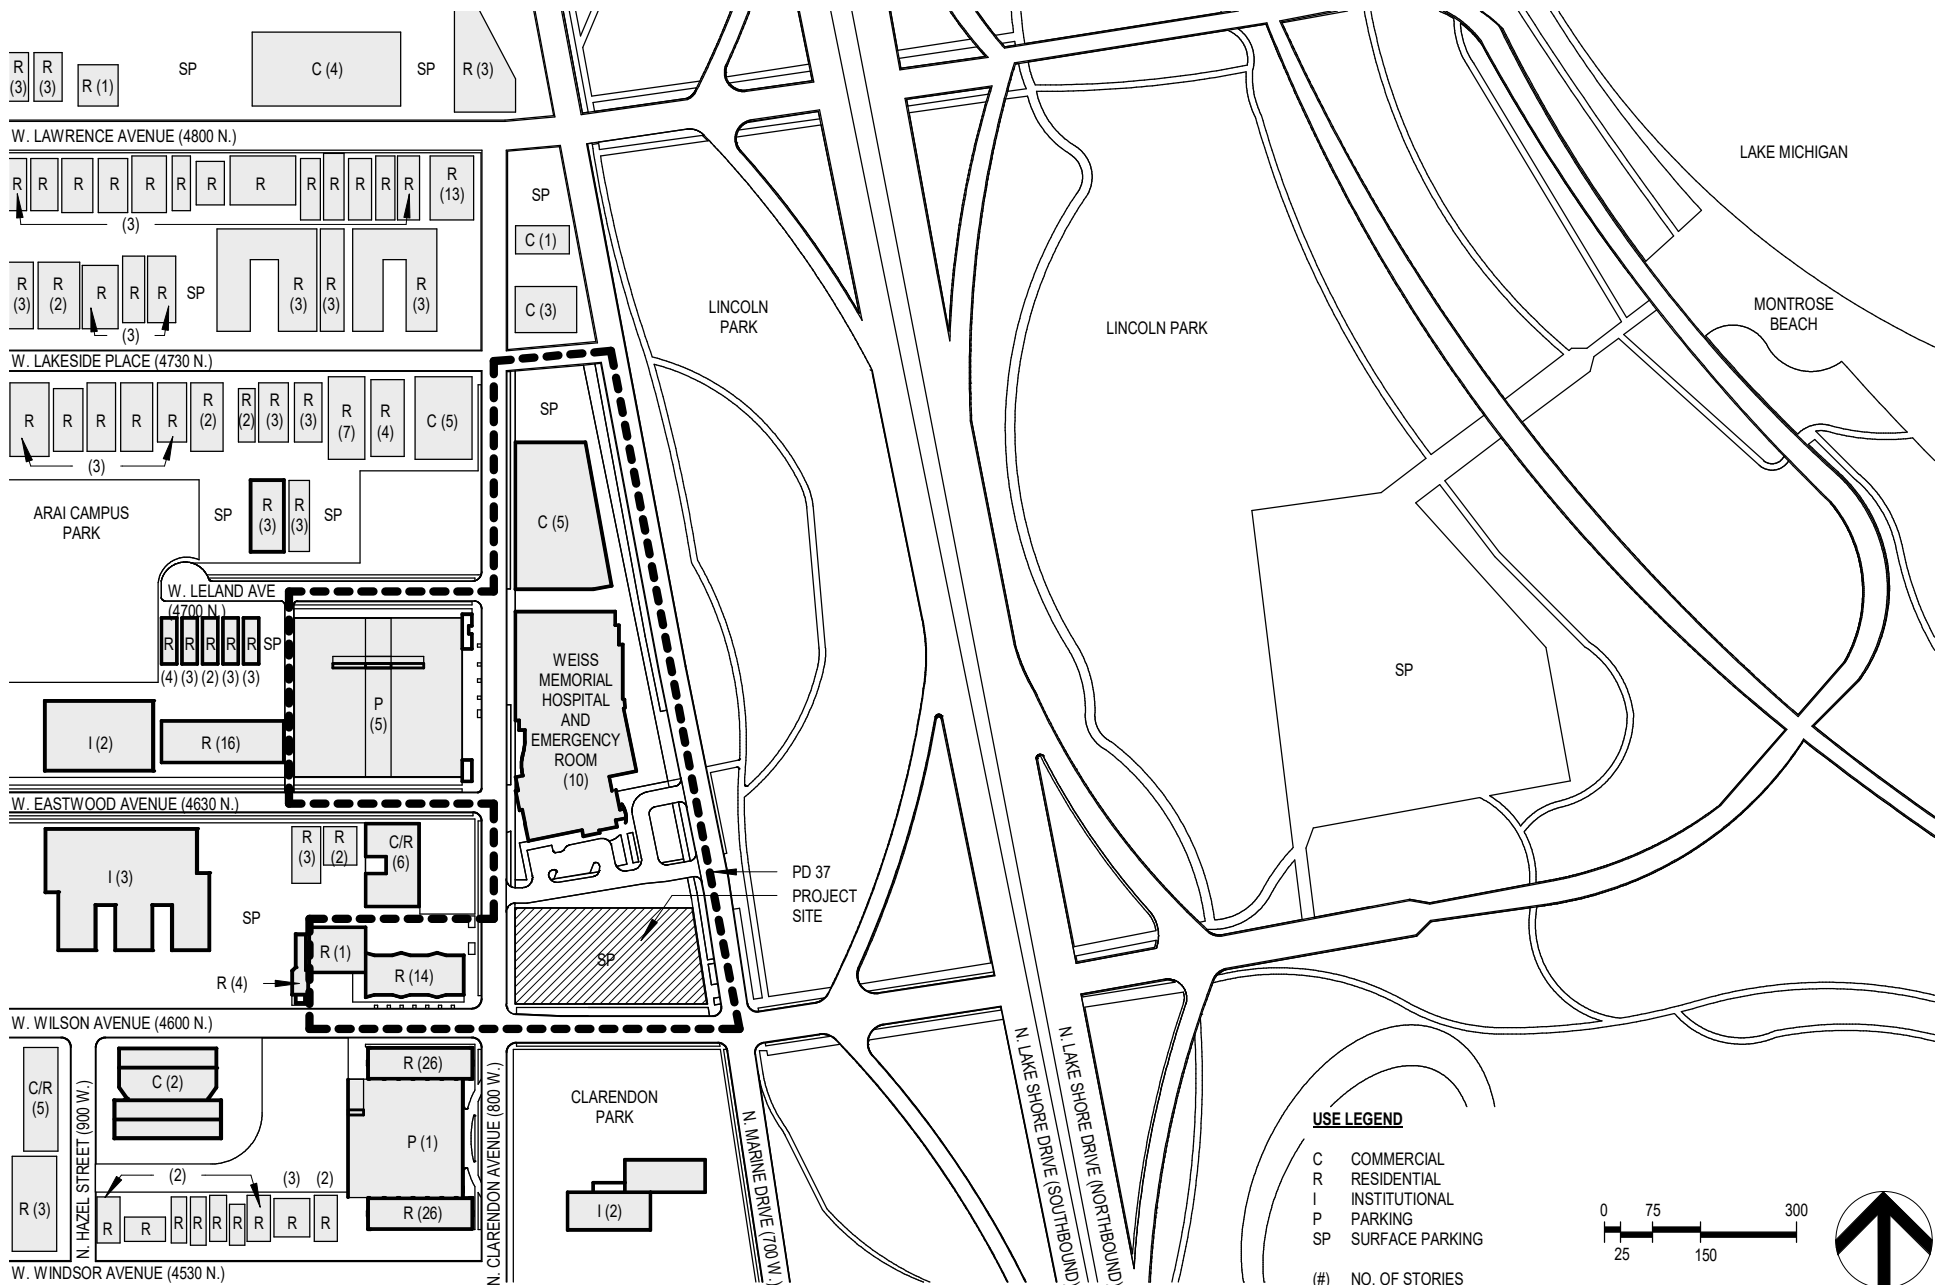 R
(3)
R
(3)
R (1)
SP
C (4)
SP
R (3)
W. LAWRENCE AVENUE (4800 N.)
LAKE MICHIGAN
R
R
R
R
R
R
R
R
R
R
R
R
R
R
(13)
(3)
SP
C (1)
R
(3)
R
(2)
R
R
R
SP
R
(3)
R
(3)
R
(3)
(3)
C (3)
LINCOLN
PARK
LINCOLN PARK
MONTROSE
BEACH
W. LAKESIDE PLACE (4730 N.)
R
R
R
R
R
R
(2)
R
(2)
R
(3)
R
(3)
R
(7)
R
(4)
C (5)
(3)
SP
ARAI CAMPUS
PARK
SP
R
(3)
R
(3)
SP
C (5)
W. LELAND AVE
(4700 N.)
R
R
R
R
R
SP
(4)
(3)
(2)
(3)
(3)
P
(5)
WEISS
MEMORIAL
HOSPITAL
AND
EMERGENCY
ROOM
(10)
SP
I (2)
R (16)
W. EASTWOOD AVENUE (4630 N.)
I (3)
SP
R
(3)
R
(2)
C/R
(6)
PD 37
PROJECT
SITE
R (1)
R (14)
R (4)
SP
W. WILSON AVENUE (4600 N.)
C/R
(5)
R (3)
N. HAZEL STREET (900 W.)
C (2)
R (26)
P (1)
R (26)
(2)
(3)
(2)
R
R
R
R
R
R
R
R
R
N. CLARENDON AVENUE (800 W.)
CLARENDON
PARK
I (2)
N. MARINE DRIVE (700 W.)
N. LAKE SHORE DRIVE (SOUTHBOUND)
N. LAKE SHORE DRIVE (NORTHBOUND)
W. WINDSOR AVENUE (4530 N.)
USE LEGEND
C COMMERCIAL
R RESIDENTIAL
I INSTITUTIONAL
P PARKING
SP SURFACE PARKING
(#) NO. OF STORIES
0 75 300
25 150